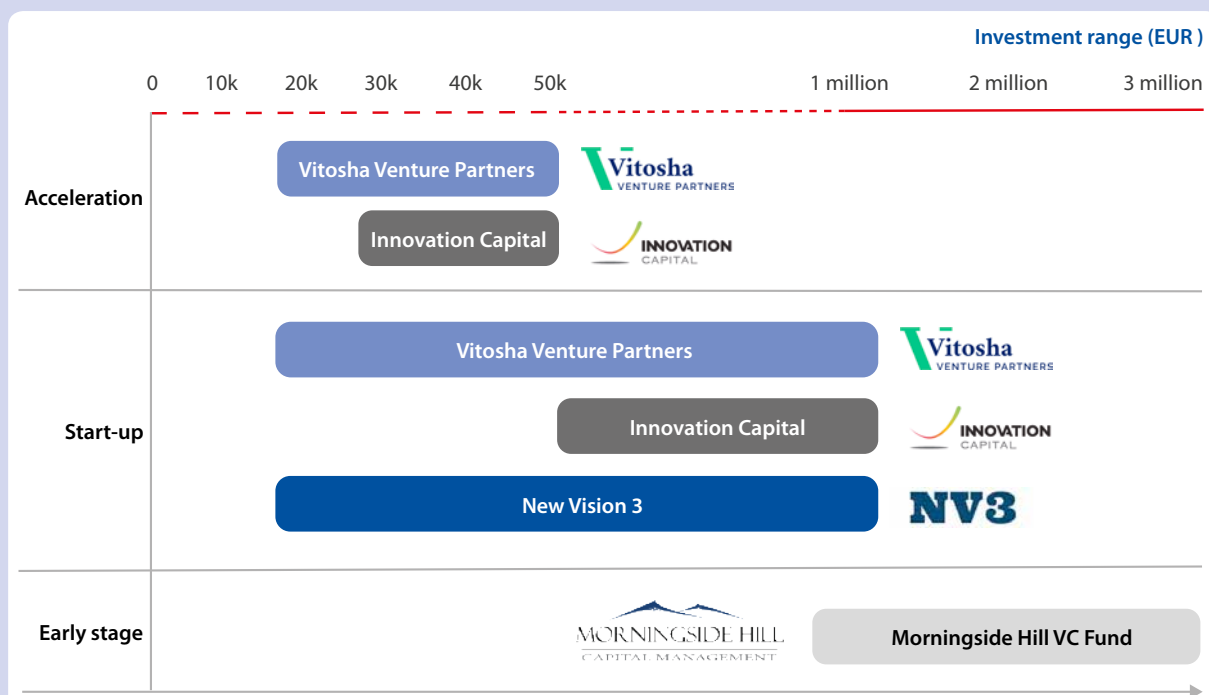 Investment range (EUR )
0 10k 20k 30k 40k 50k 1 million 2 million 3 million
Acceleration
Vitosha Venture Partners
Vitosha
VENTURE PARTNERS
Innovation Capital
INNOVATION
CAPITAL
Start-up
Vitosha Venture Partners
Vitosha
VENTURE PARTNERS
Innovation Capital
INNOVATION
CAPITAL
New Vision 3
NV3
Early stage
MORNINGSIDE HILL
CAPITAL MANAGEMENT
Morningside Hill VC Fund